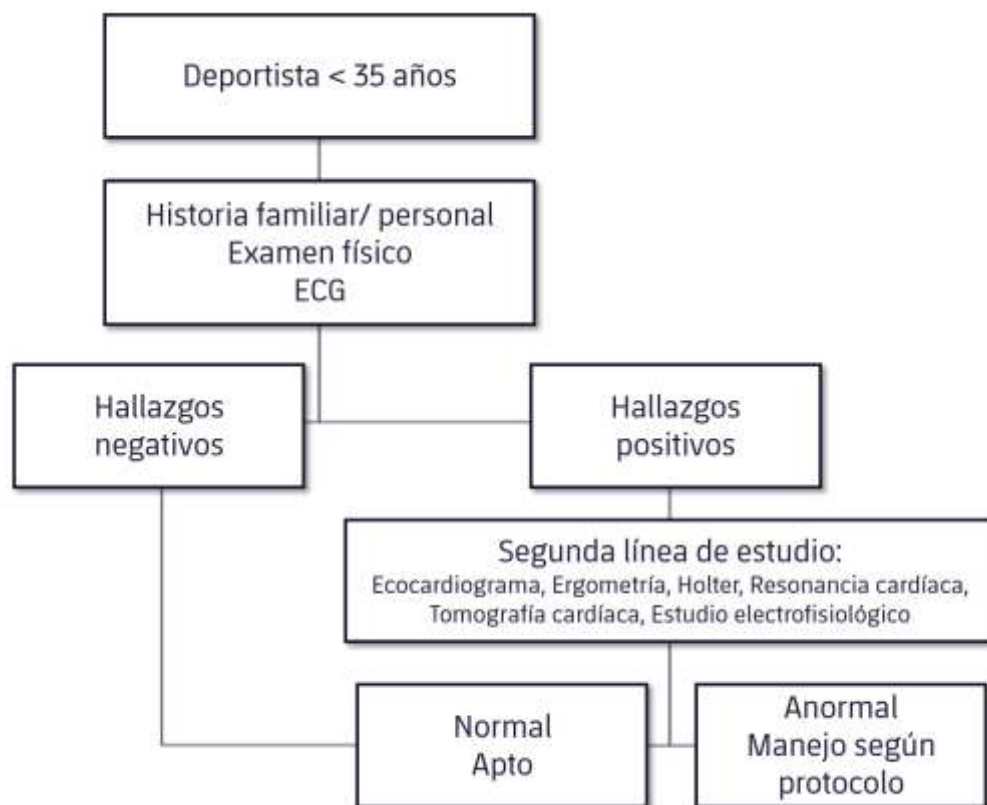 Deportista < 35 años
Historia familiar/ personal
Examen físico
ECG
Hallazgos
negativos
Hallazgos
positivos
Segunda línea de estudio:
Ecocardiograma, Ergometría, Holter, Resonancia cardíaca,
Tomografía cardíaca, Estudio electrofisiológico
Normal
Apto
Anormal
Manejo según
protocolo